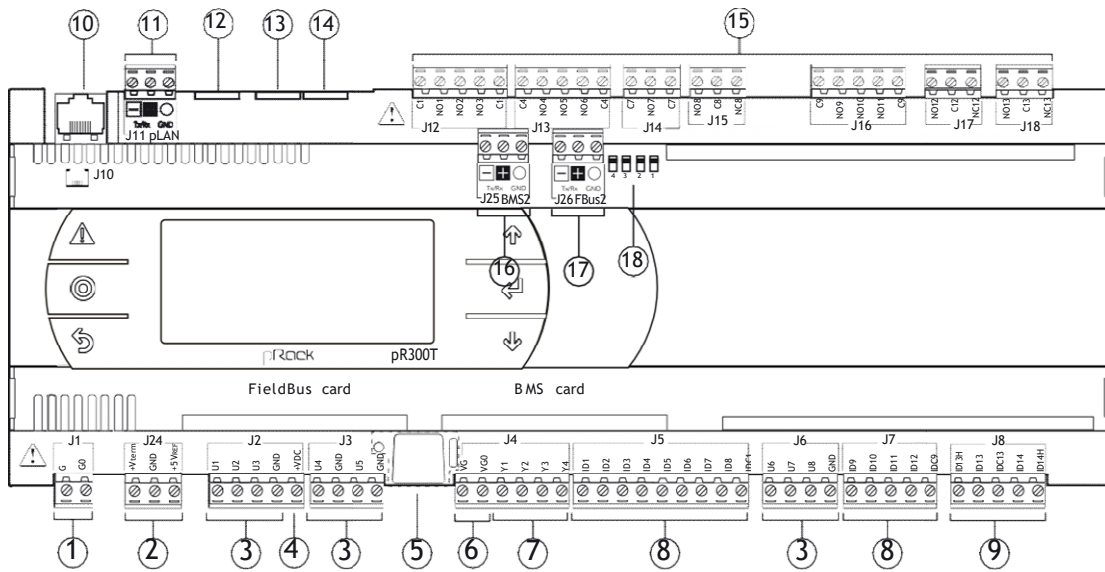 10 11 12 13 14 15
C1 NO1 NO2 NO3 C1
C4 NO4 NO5 NO6 C4
C7 NO7 C7
NO8 C8 NC8
C9 NO9 NO10 NO11 C9
NO12 C12 NC12
NO13 C13 NC13
J12 J13 J14 J15 J16 J17 J18
Tx/Rx GND
J11 pLAN
J10
Tx/Rx GND
J25 BMS2
Tx/Rx GND
J26 FBus2
4 3 2 1
16 17 18
pRack
pR300T
FieldBus card
BMS card
J1 J24 J2 J3 J4 J5 J6 J7 J8
G G0
+Vterm GND +5 VREF
U1 U2 U3 GND +VDC
U4 GND U5 GND
VG VG0 Y1 Y2 Y3 Y4
ID1 ID2 ID3 ID4 ID5 ID6 ID7 ID8 IDC1
U6 U7 U8 GND
ID9 ID10 ID11 ID12 IDC9
ID13H ID13 IDC13 ID14 ID14H
1 2 3 4 3 5 6 7 8 3 8 9